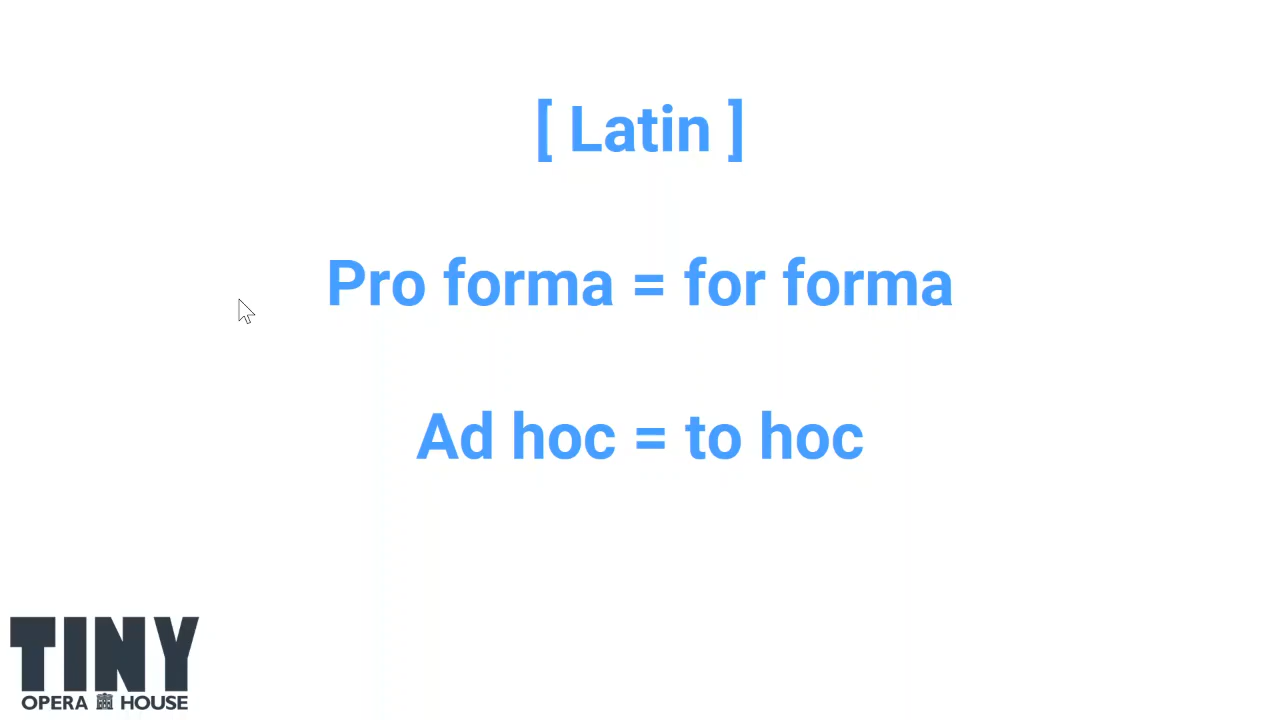 [ Latin ]
Pro forma = for forma
Ad hoc = to hoc
TINY
OPERA HOUSE